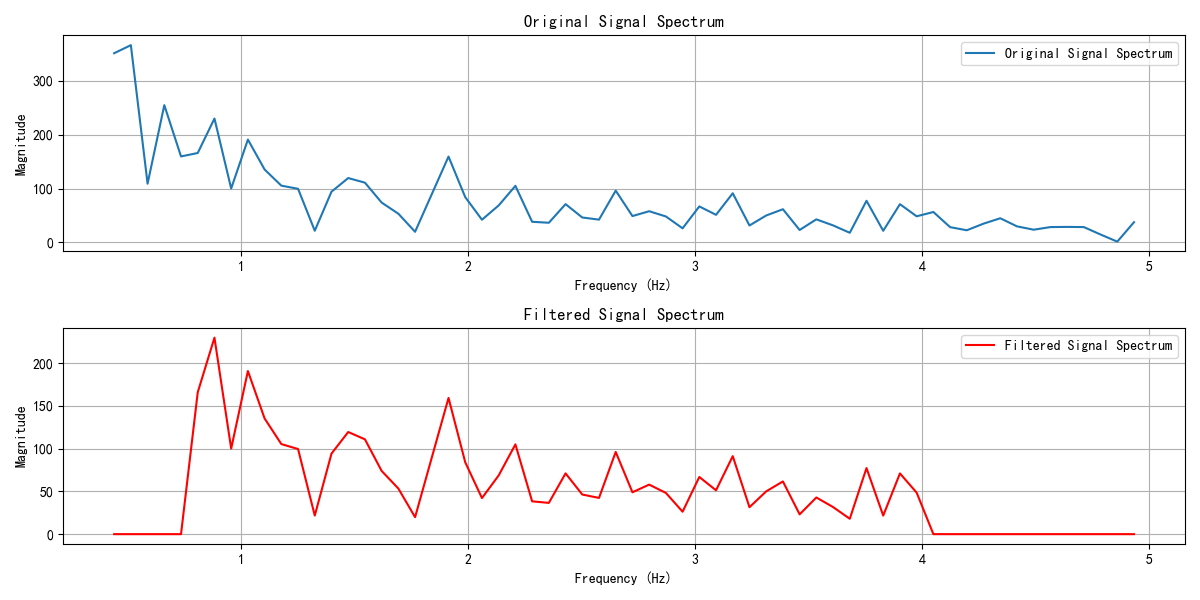 Original Signal Spectrum
Original Signal Spectrum
Magnitude
300
200
100
0
1 2 3 4 5
Frequency (Hz)
Filtered Signal Spectrum
Filtered Signal Spectrum
Magnitude
200
150
100
50
0
1 2 3 4 5
Frequency (Hz)